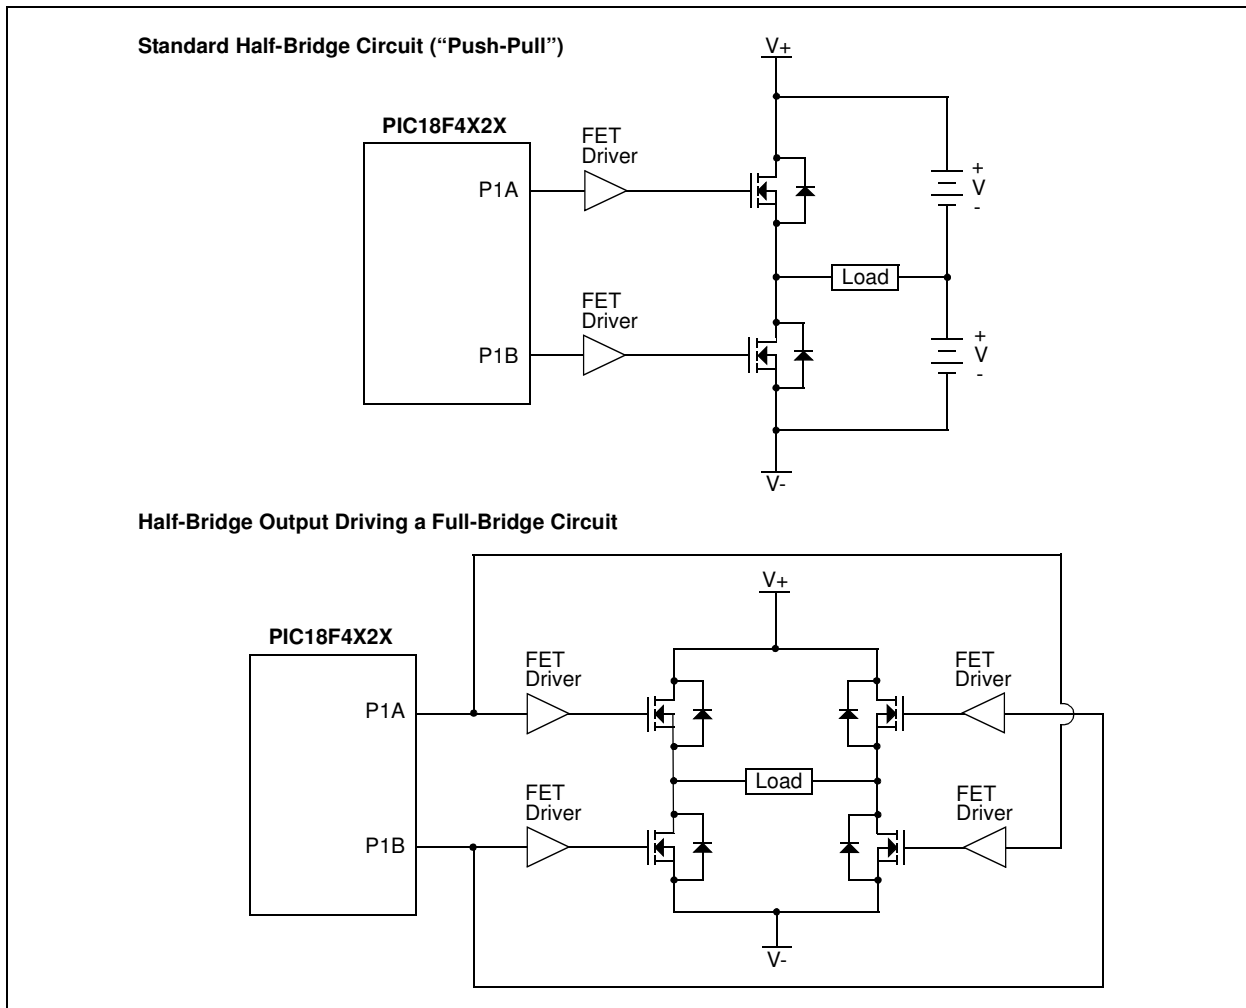 Standard Half-Bridge Circuit (“Push-Pull”)
V+
PIC18F4X2X
FET
Driver
P1A
+
V
-
Load
FET
Driver
P1B
+
V
-
V-
Half-Bridge Output Driving a Full-Bridge Circuit
V+
PIC18F4X2X
FET
Driver
FET
Driver
P1A
Load
FET
Driver
FET
Driver
P1B
V-